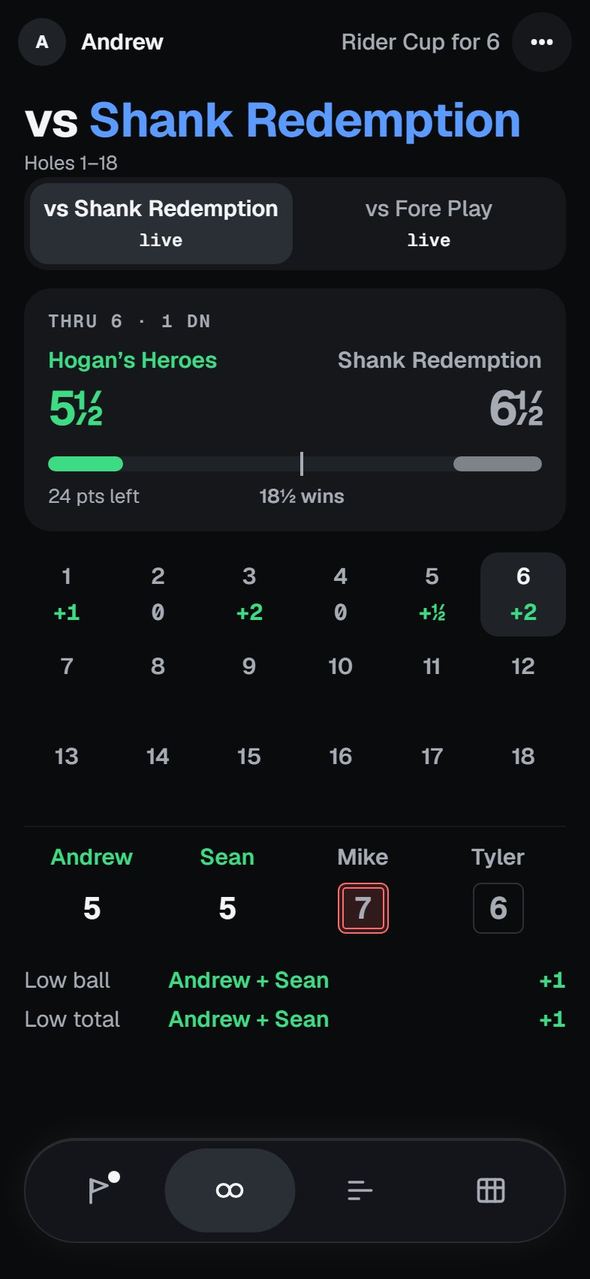 A Andrew Rider Cup for 6
vs Shank Redemption
Holes 1–18
vs Shank Redemption vs Fore Play
live live
THRU 6 · 1 DN
Hogan’s Heroes Shank Redemption
5½ 6½
24 pts left 18½ wins
1 2 3 4 5 6
+1 0 +2 0 +½ +2
7 8 9 10 11 12
13 14 15 16 17 18
Andrew Sean Mike Tyler
5 5 7 6
Low ball Andrew + Sean +1
Low total Andrew + Sean +1